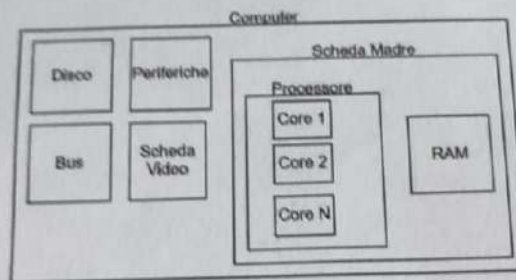 Computer
Disco
Periferiche
Bus
Scheda
Video
Scheda Madre
Processore
Core 1
Core 2
Core N
RAM